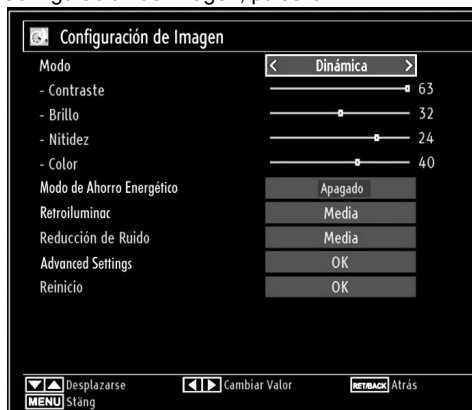 Configuración de Imagen
Modo < Dinámica >
- Contraste 63
- Brillo 32
- Nitidez 24
- Color 40
Modo de Ahorro Energético Apagado
Retroiluminac Media
Reducción de Ruido Media
Advanced Settings OK
Reinicio OK
Desplazarse Cambiar Valor RET/BACK Atrás
MENU Stäng